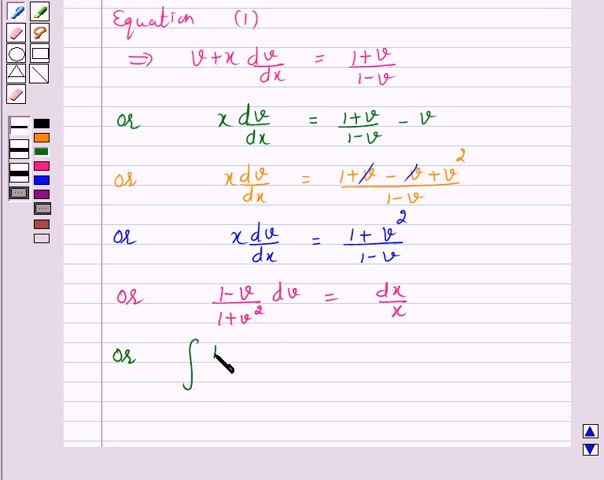 Equation (1)
⇒ v + x dv/dx = (1+v)/(1-v)
or x dv/dx = (1+v)/(1-v) - v
or x dv/dx = (1+v-v+v²)/(1-v)
or x dv/dx = (1+v²)/(1-v)
or (1-v)/(1+v²) dv = dx/x
or ∫ 1